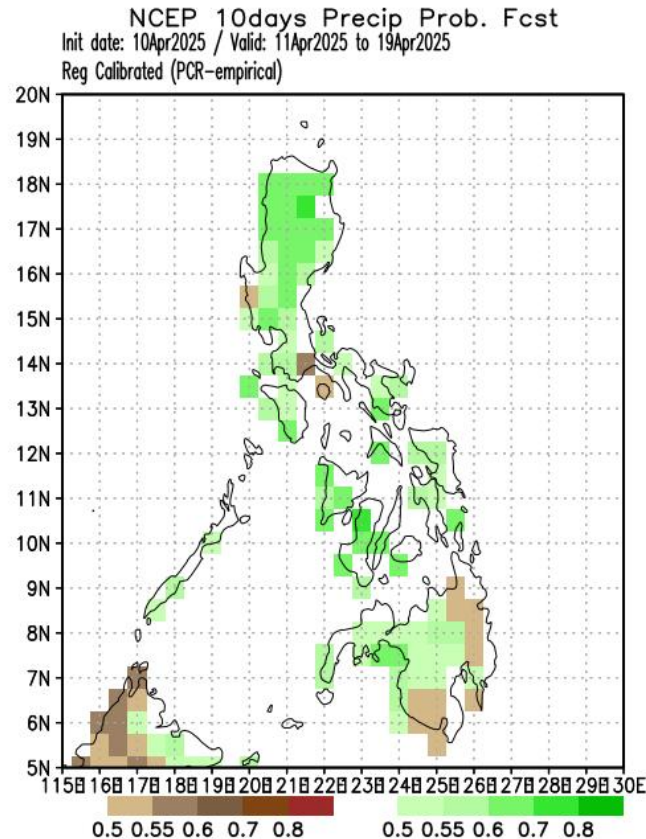 NCEP 10days Precip Prob. Fcst
Init date: 10Apr2025 / Valid: 11Apr2025 to 19Apr2025
Reg Calibrated (PCR-empirical)
20N
19N
18N
17N
16N
15N
14N
13N
12N
11N
10N
9N
8N
7N
6N
5N
115E 116E 117E 118E 119E 120E 121E 122E 123E 124E 125E 126E 127E 128E 129E 130E
0.5 0.55 0.6 0.7 0.8 0.5 0.55 0.6 0.7 0.8